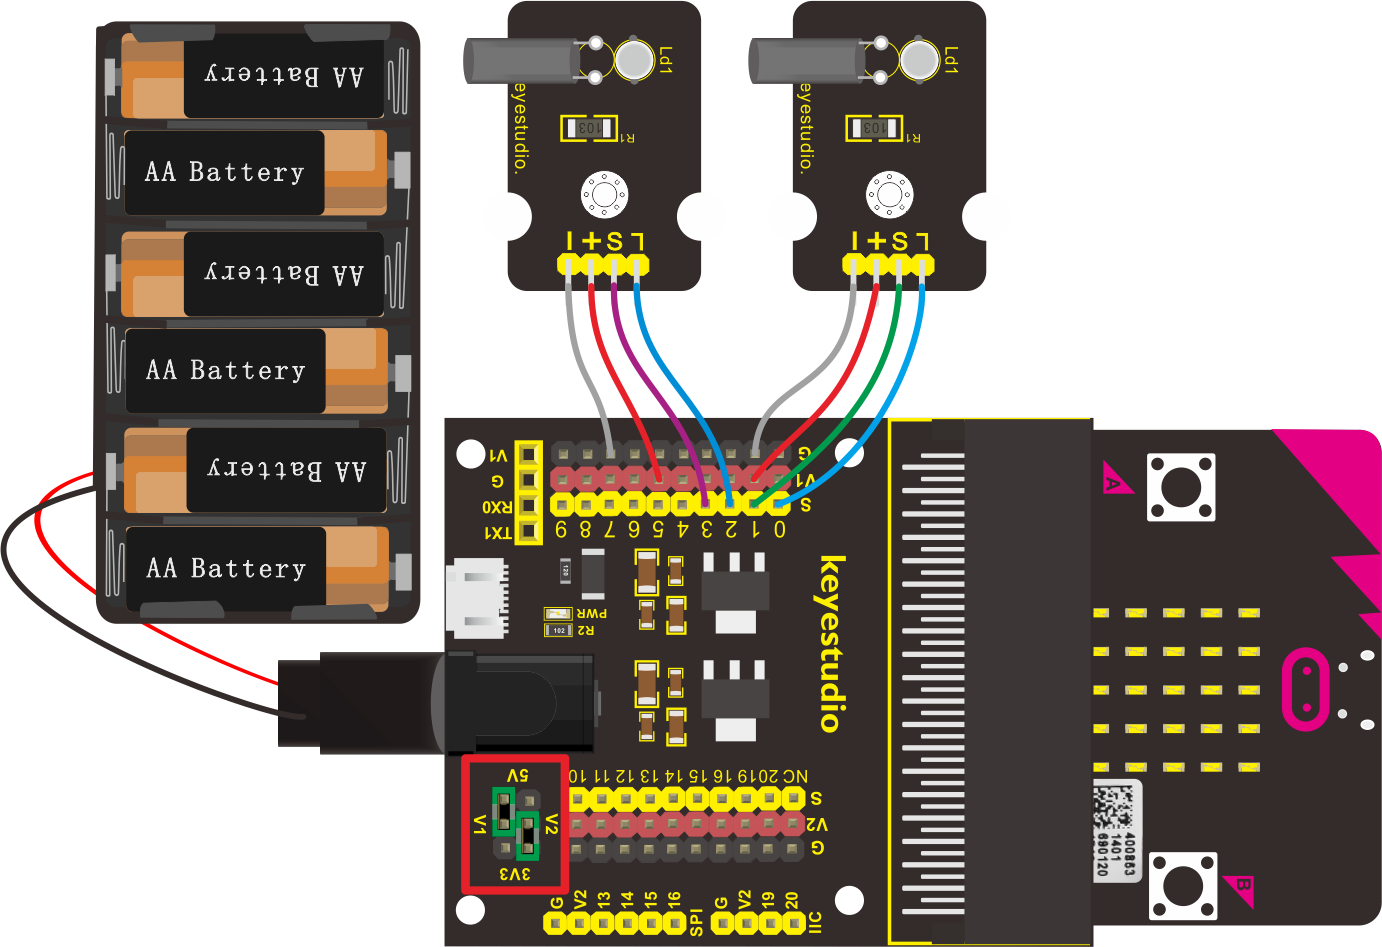 AA Battery
AA Battery
AA Battery
AA Battery
AA Battery
AA Battery
Ld1
keyestudio.
103
R1
I + S L
Ld1
keyestudio.
103
R1
I + S L
V1
G
RX0
TX1
G
V1
S
9 8 7 6 5 4 3 2 1 0
120
PWR
102
R2
keyestudio
5V
V1
V2
3V3
10 11 12 13 14 15 16 19 20 NC
S
V2
G
G V2 13 14 15 16 SPI
G V2 19 20 IIC
A
B
400863
1401
690120